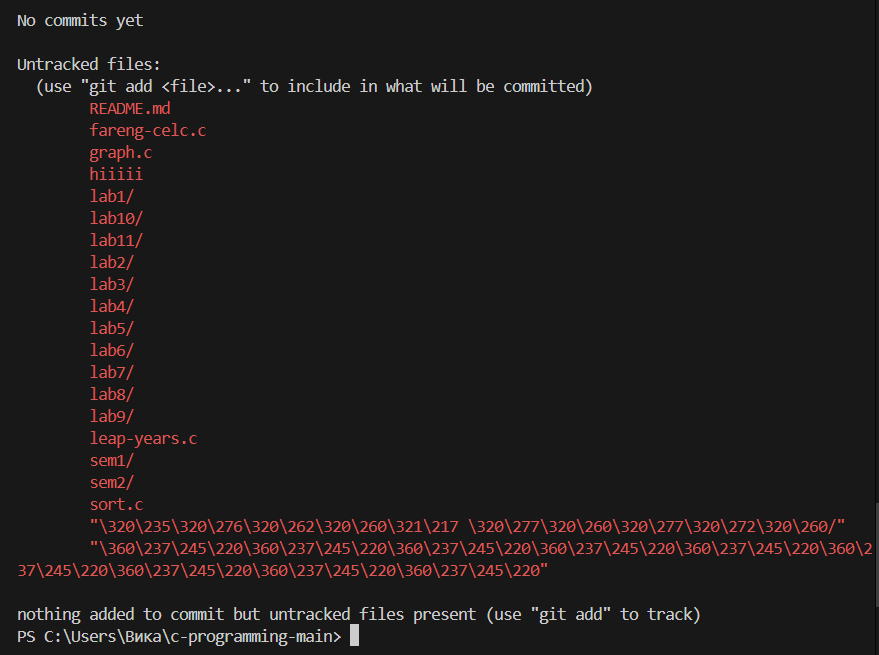 No commits yet
Untracked files:
(use "git add <file>..." to include in what will be committed)
README.md
fareng-celc.c
graph.c
hiiiii
lab1/
lab10/
lab11/
lab2/
lab3/
lab4/
lab5/
lab6/
lab7/
lab8/
lab9/
leap-years.c
sem1/
sem2/
sort.c
"\320\235\320\276\320\262\320\260\321\217 \320\277\320\260\320\277\320\272\320\260/"
"\360\237\245\220\360\237\245\220\360\237\245\220\360\237\245\220\360\237\245\220\360\2
37\245\220\360\237\245\220\360\237\245\220\360\237\245\220"
nothing added to commit but untracked files present (use "git add" to track)
PS C:\Users\Вика\c-programming-main>